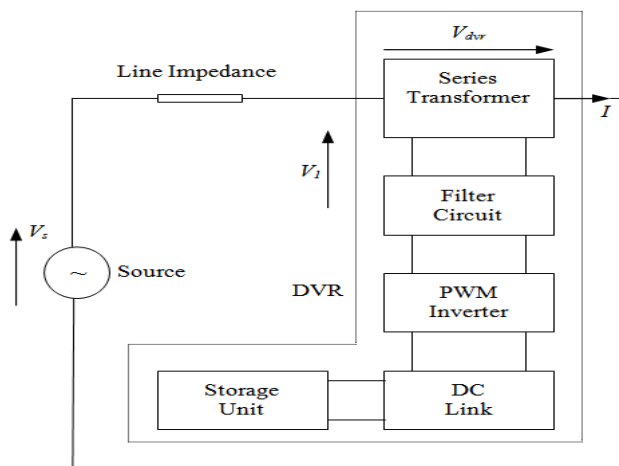 V_dvr
Line Impedance
Series
Transformer
I
V_1
Filter
Circuit
V_s
~
Source
DVR
PWM
Inverter
Storage
Unit
DC
Link